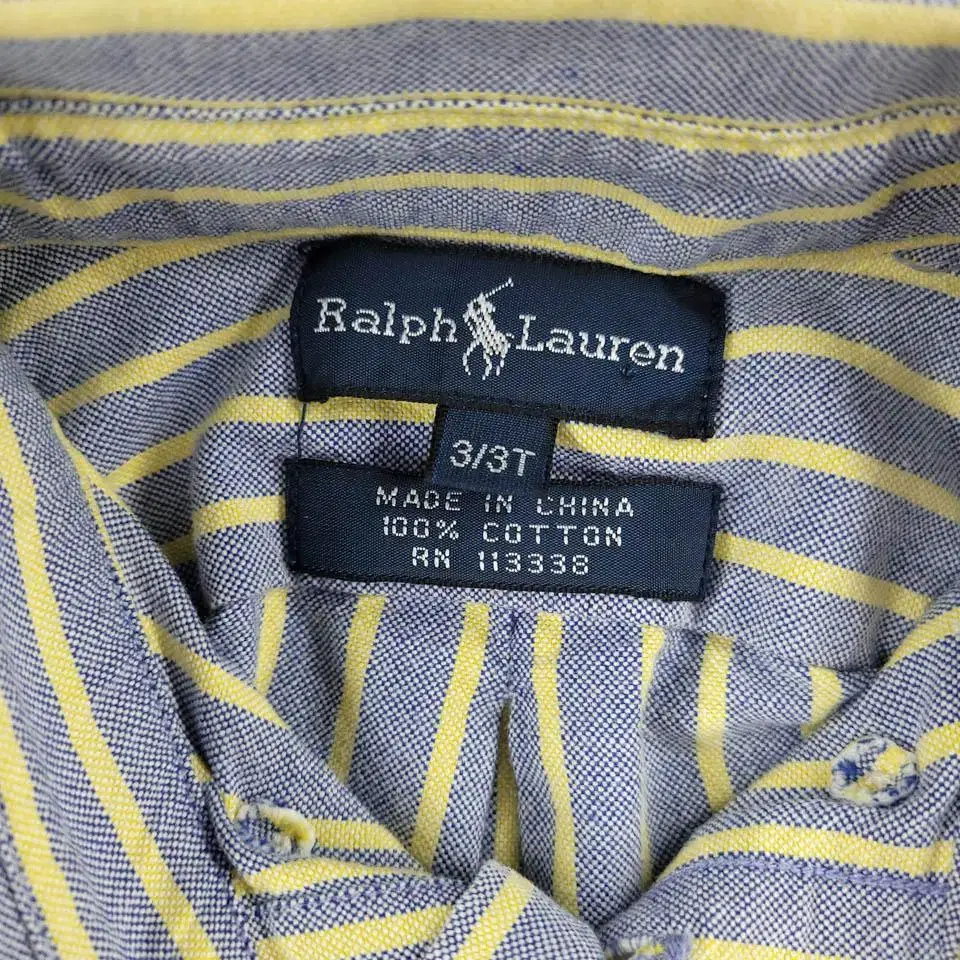 Ralph Lauren
3/3T
MADE IN CHINA
100% COTTON
RN 113338